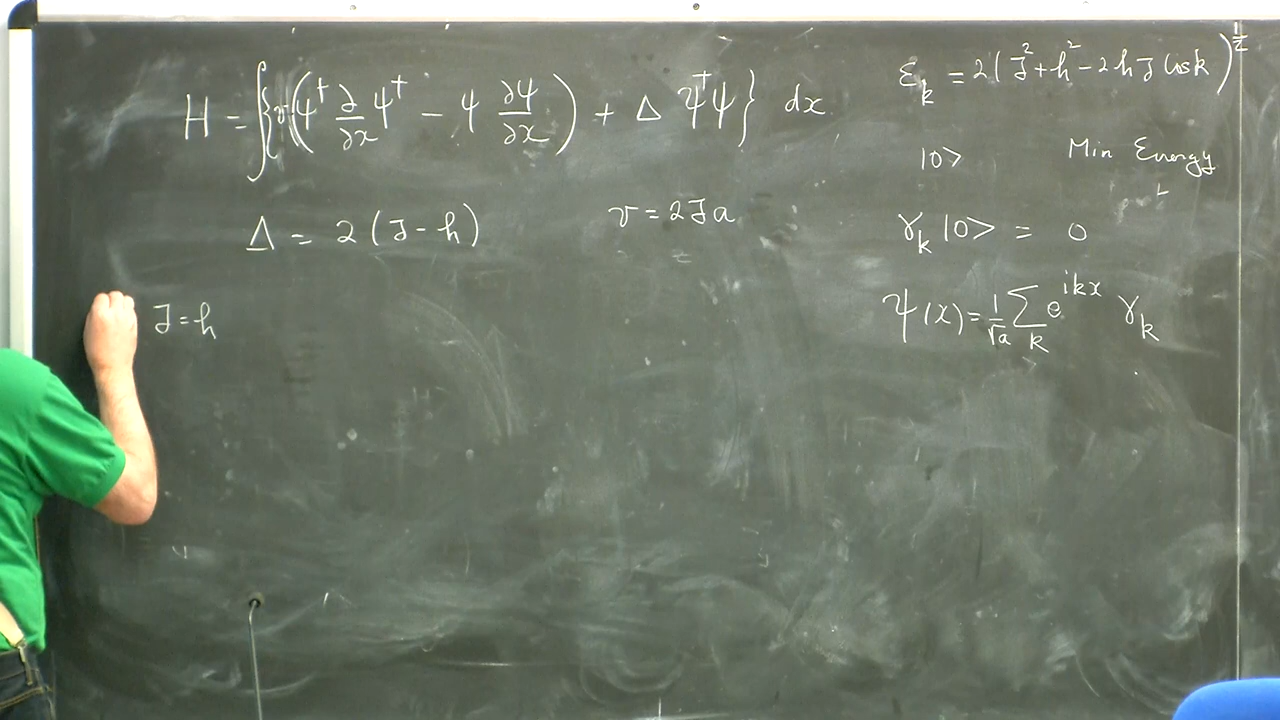 H = ∫{v(ψ† ∂/∂x ψ† − ψ ∂ψ/∂x) + Δ ψ†ψ} dx
Δ = 2(J−h)
v = 2Ja
J = h
ε_k = 2(J² + h² − 2hJ cos k)^{1/2}
|0> Min Energy
γ_k |0> = 0
ψ(x) = 1/√a Σ_k e^{ikx} γ_k